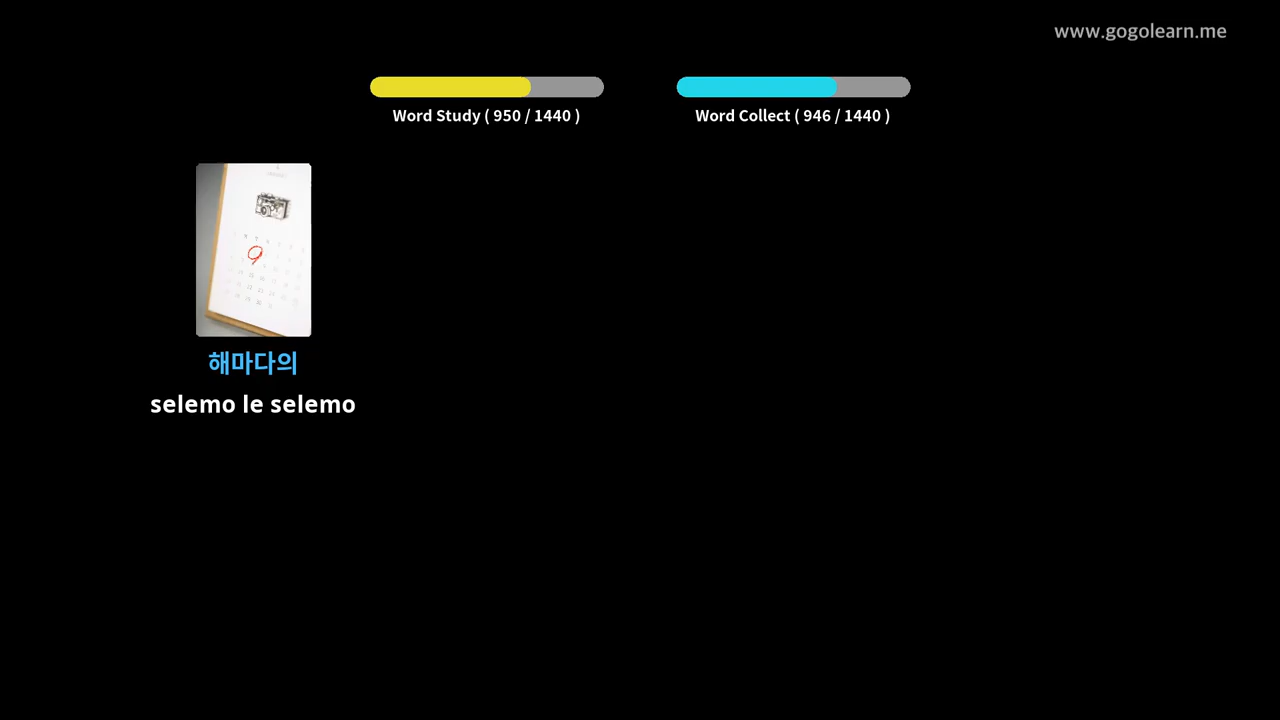 www.gogolearn.me
Word Study ( 950 / 1440 )
Word Collect ( 946 / 1440 )
해마다의
selemo le selemo